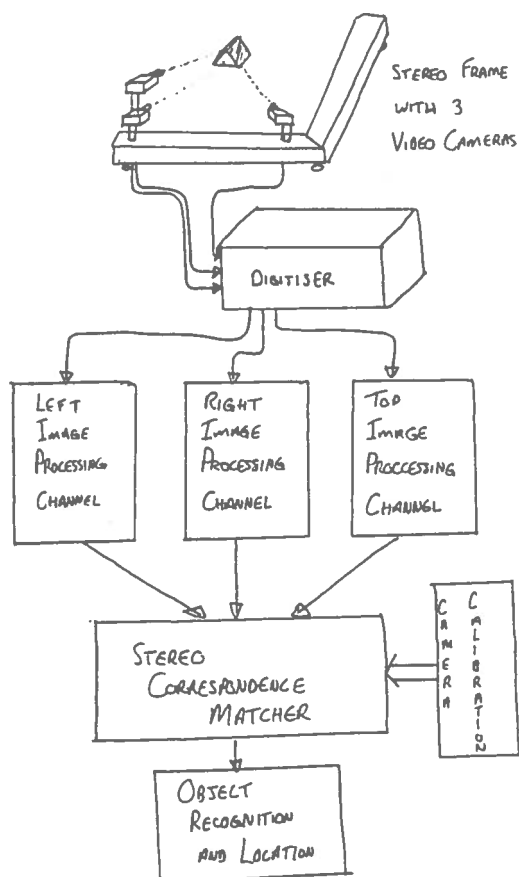 STEREO FRAME
WITH 3
VIDEO CAMERAS
DIGITISER
LEFT
IMAGE
PROCESSING
CHANNEL
RIGHT
IMAGE
PROCESSING
CHANNEL
TOP
IMAGE
PROCCESSING
CHANNEL
CAMERA
CALIBRATION
STEREO
CORRESPONDENCE
MATCHER
OBJECT
RECOGNITION
AND LOCATION